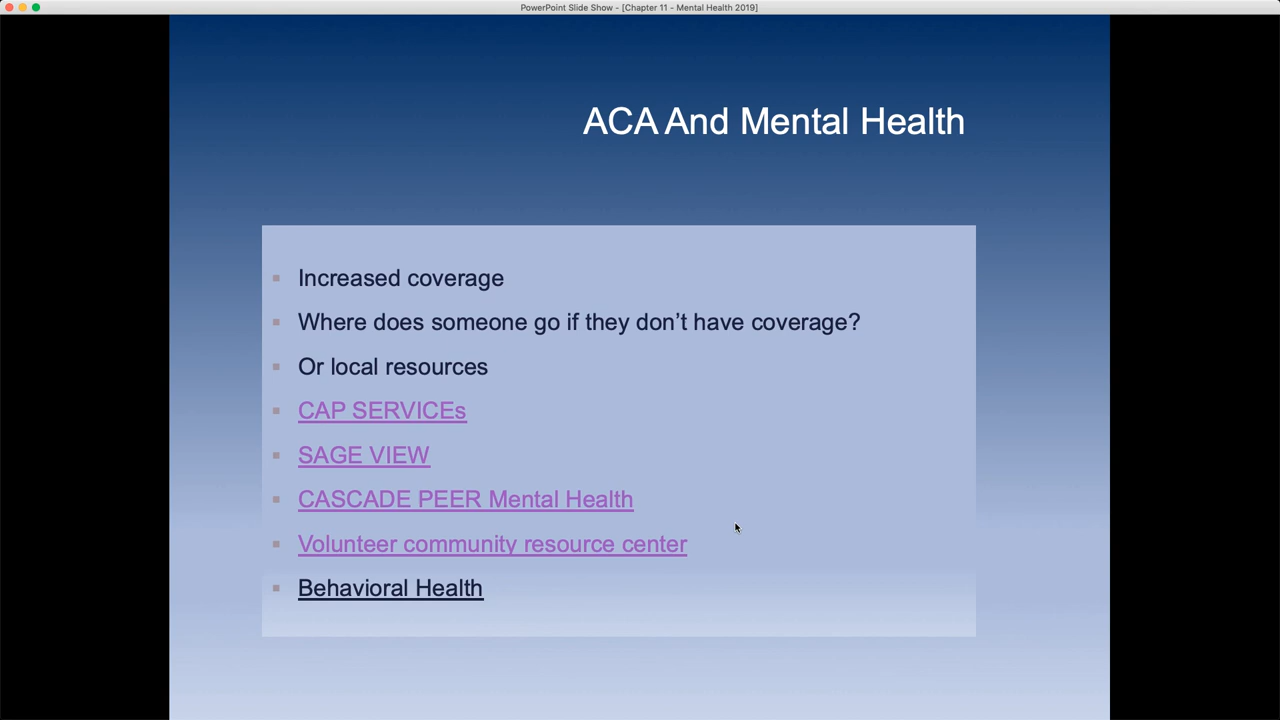 PowerPoint Slide Show - [Chapter 11 - Mental Health 2019]
ACA And Mental Health
Increased coverage
Where does someone go if they don’t have coverage?
Or local resources
CAP SERVICEs
SAGE VIEW
CASCADE PEER Mental Health
Volunteer community resource center
Behavioral Health